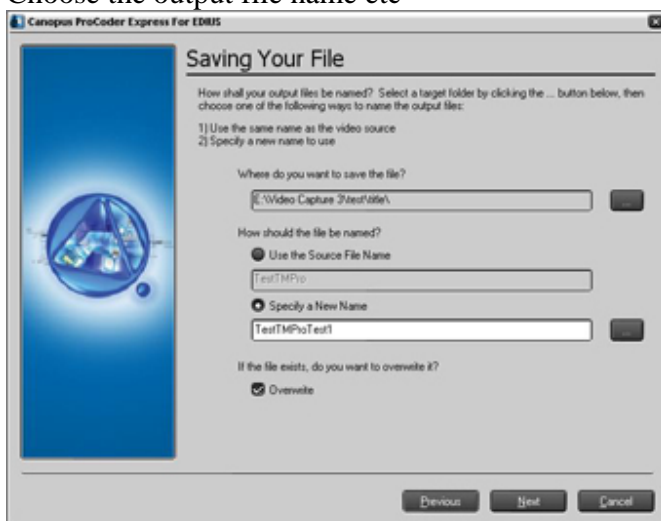 Choose the output file name etc
Canopus ProCoder Express For EDIUS
Saving Your File
How shall your output files be named? Select a target folder by clicking the ... button below, then
choose one of the following ways to name the output files:
1) Use the same name as the video source
2) Specify a new name to use
Where do you want to save the file?
E:\Video Capture 3\test\title\
...
How should the file be named?
Use the Source File Name
TestTMPro
Specify a New Name
TestTMProTest1
...
If the file exists, do you want to overwrite it?
Overwrite
Previous
Next
Cancel